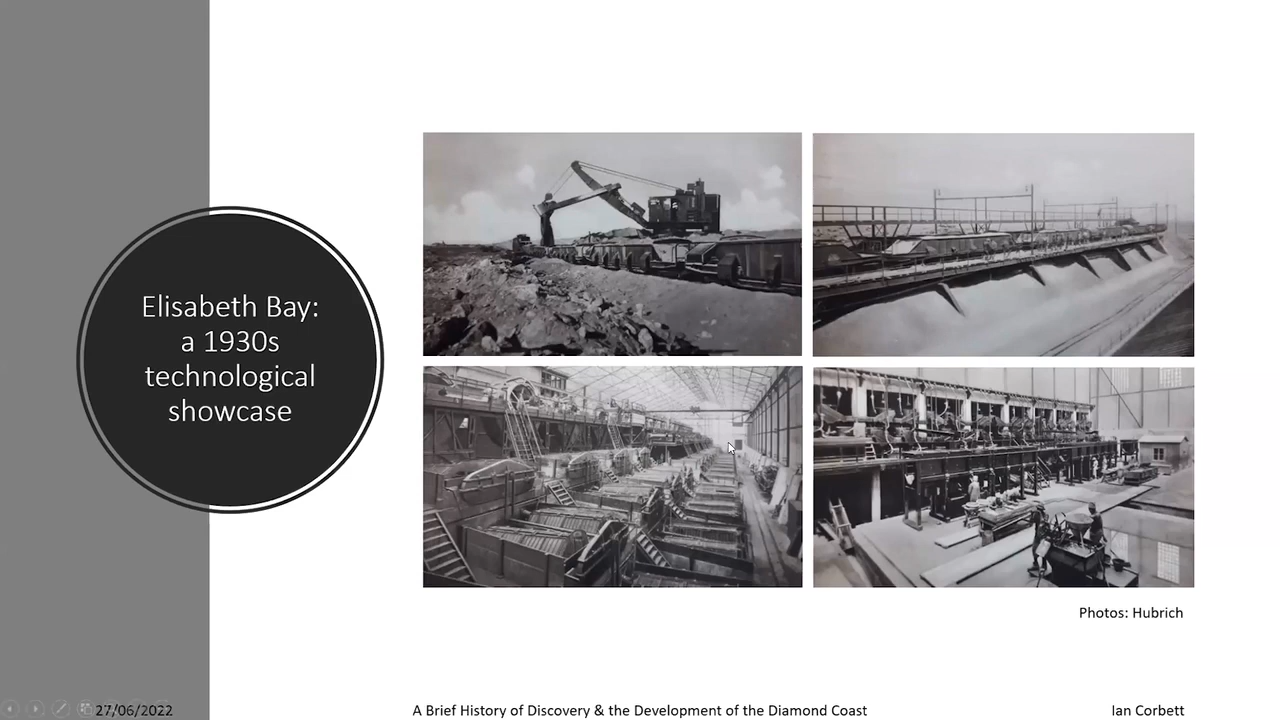 Elisabeth Bay:
a 1930s
technological
showcase
Photos: Hubrich
27/06/2022
A Brief History of Discovery & the Development of the Diamond Coast
Ian Corbett